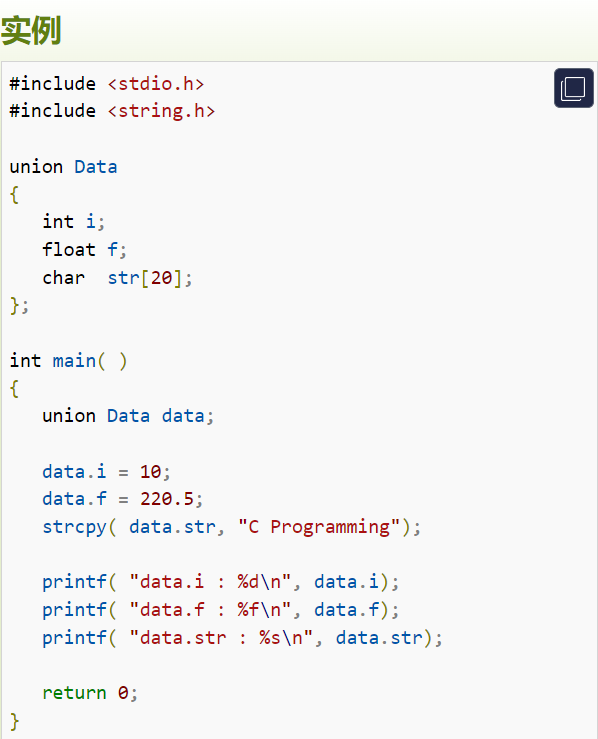 实例
#include <stdio.h>
#include <string.h>
union Data
{
   int i;
   float f;
   char  str[20];
};
int main( )
{
   union Data data;
   data.i = 10;
   data.f = 220.5;
   strcpy( data.str, "C Programming");
   printf( "data.i : %d\n", data.i);
   printf( "data.f : %f\n", data.f);
   printf( "data.str : %s\n", data.str);
   return 0;
}